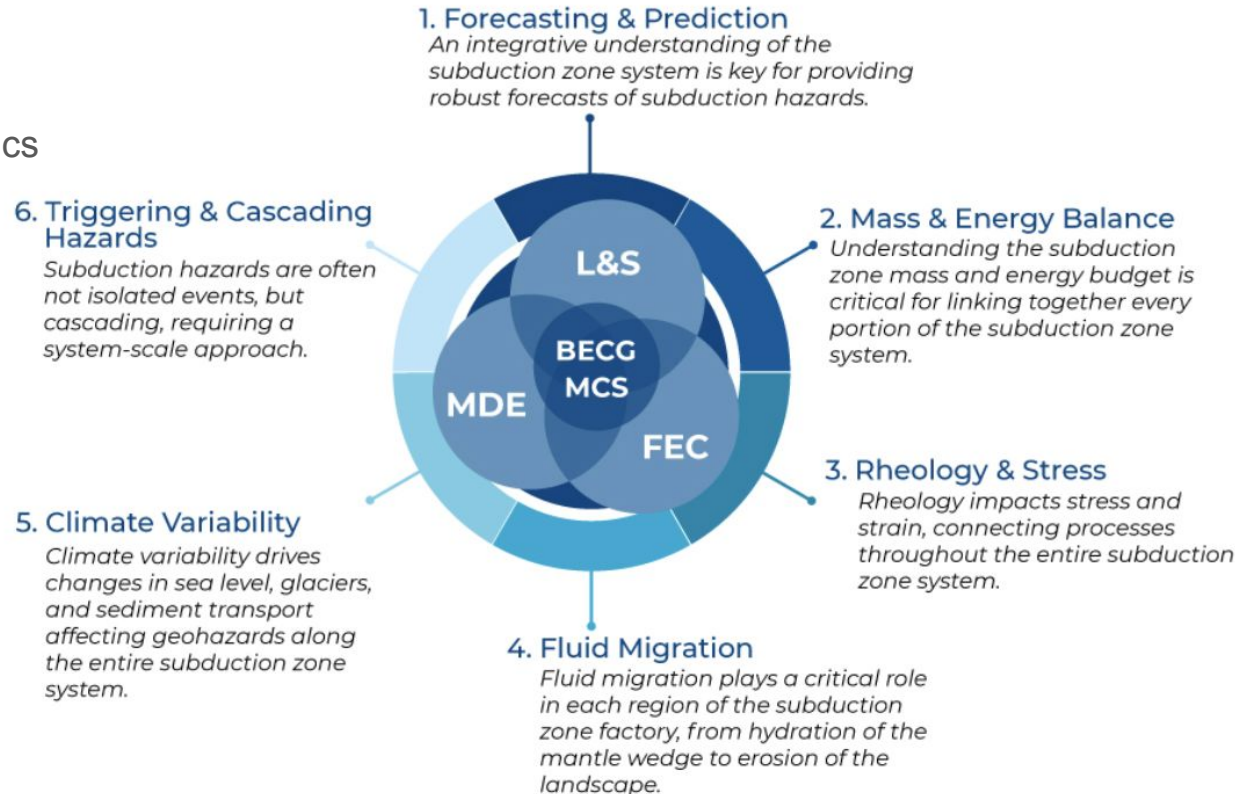 1. Forecasting & Prediction
An integrative understanding of the
subduction zone system is key for providing
robust forecasts of subduction hazards.
cs
6. Triggering & Cascading
Hazards
Subduction hazards are often
not isolated events, but
cascading, requiring a
system-scale approach.
2. Mass & Energy Balance
Understanding the subduction
zone mass and energy budget is
critical for linking together every
portion of the subduction zone
system.
L&S
BECG
MCS
MDE
FEC
3. Rheology & Stress
Rheology impacts stress and
strain, connecting processes
throughout the entire subduction
zone system.
5. Climate Variability
Climate variability drives
changes in sea level, glaciers,
and sediment transport
affecting geohazards along
the entire subduction zone
system.
4. Fluid Migration
Fluid migration plays a critical role
in each region of the subduction
zone factory, from hydration of the
mantle wedge to erosion of the
landscape.